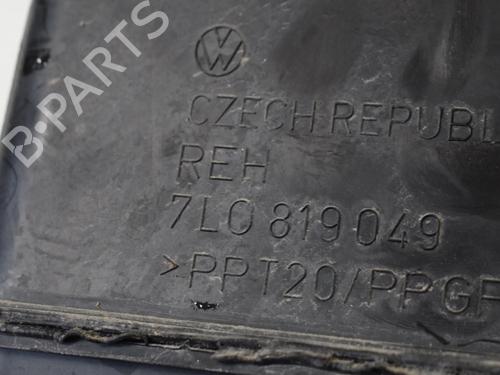 B-PARTS
VW
CZECH REPUBL
REH
7L0 819 049
>PPT20/PPGF